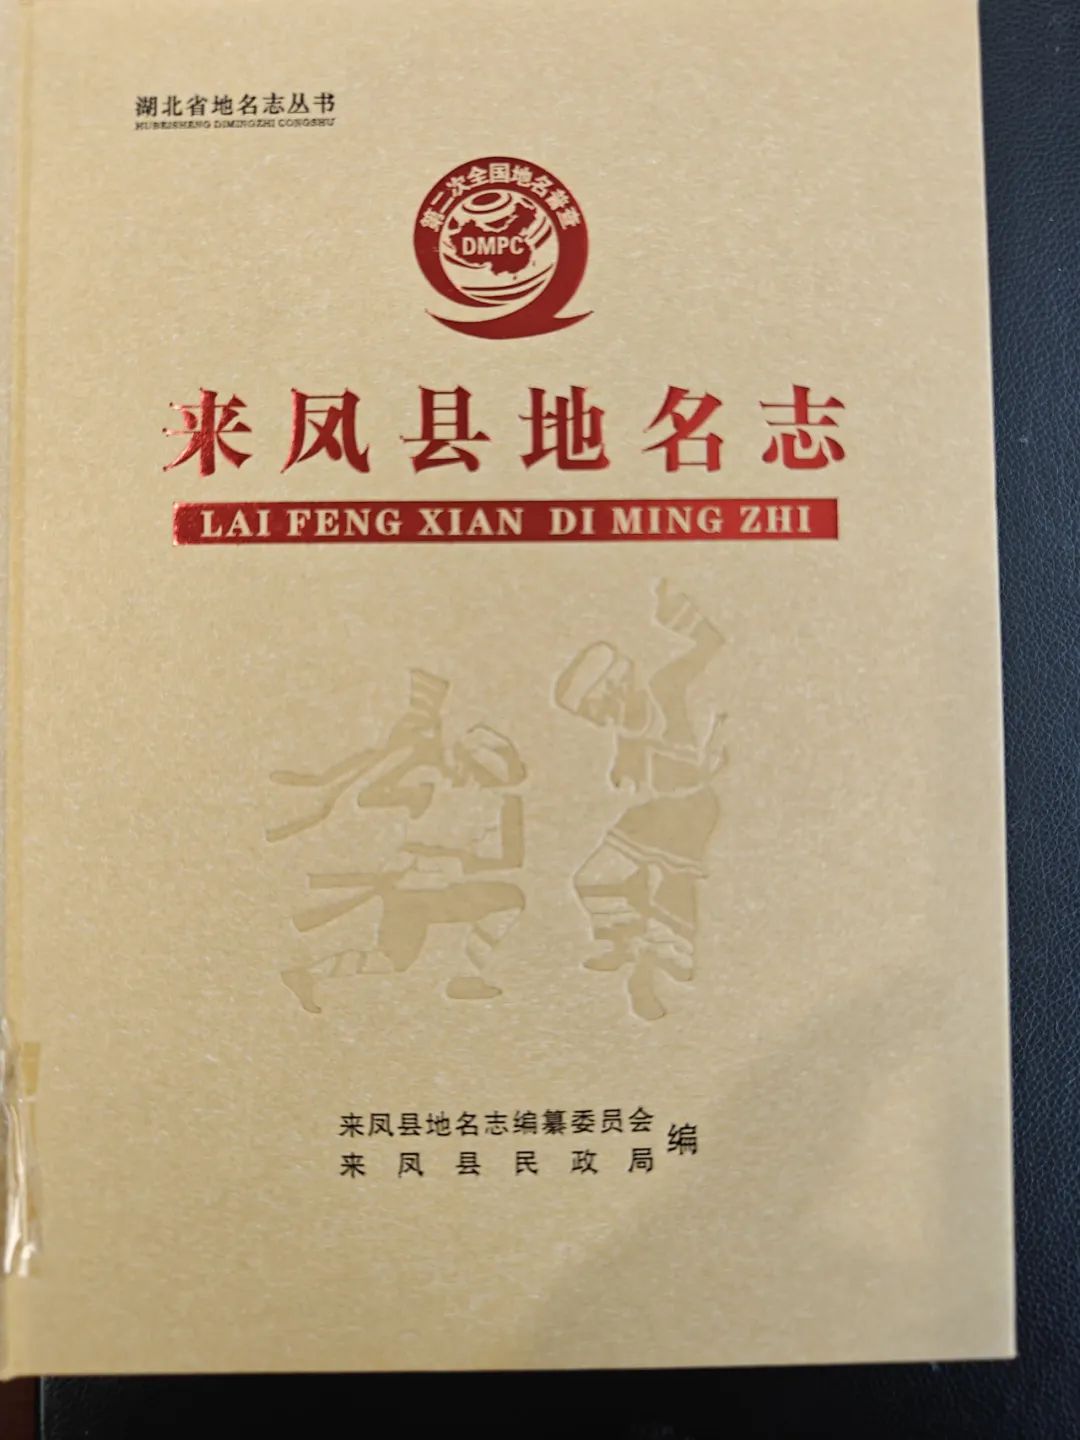 湖北省地名志丛书
HUBEISHENG DIMINGZHI CONGSHU
第二次全国地名普查
DMPC
来凤县地名志
LAI FENG XIAN DI MING ZHI
来凤县地名志编纂委员会
来凤县民政局
编